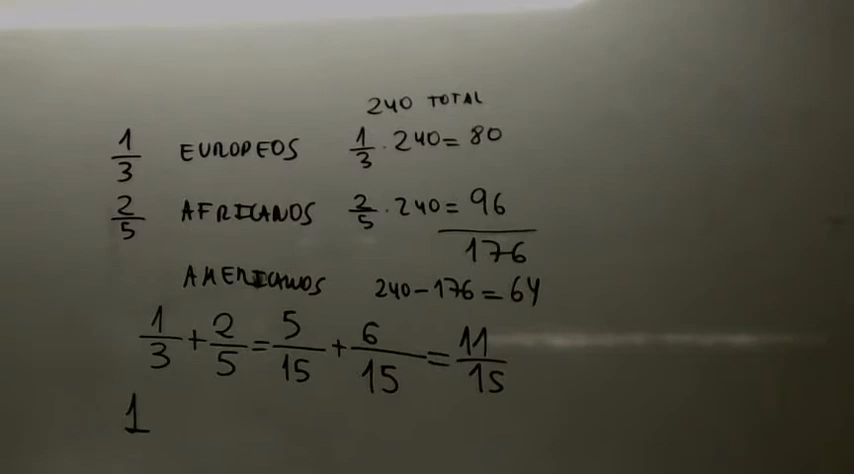 240 TOTAL
1/3 EUROPEOS 1/3 · 240 = 80
2/5 AFRICANOS 2/5 · 240 = 96
176
AMERICANOS 240 - 176 = 64
1/3 + 2/5 = 5/15 + 6/15 = 11/15
1